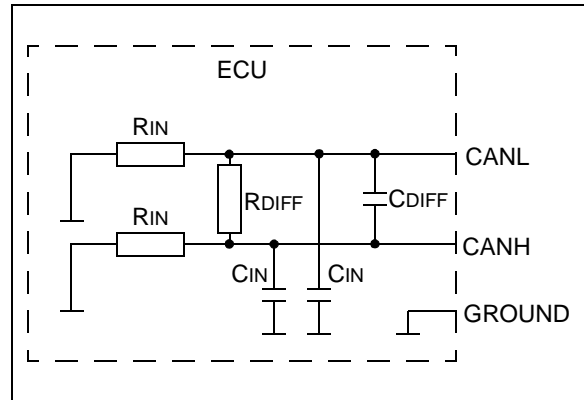 ECU
RIN
CANL
RDIFF
CDIFF
RIN
CANH
CIN
CIN
GROUND